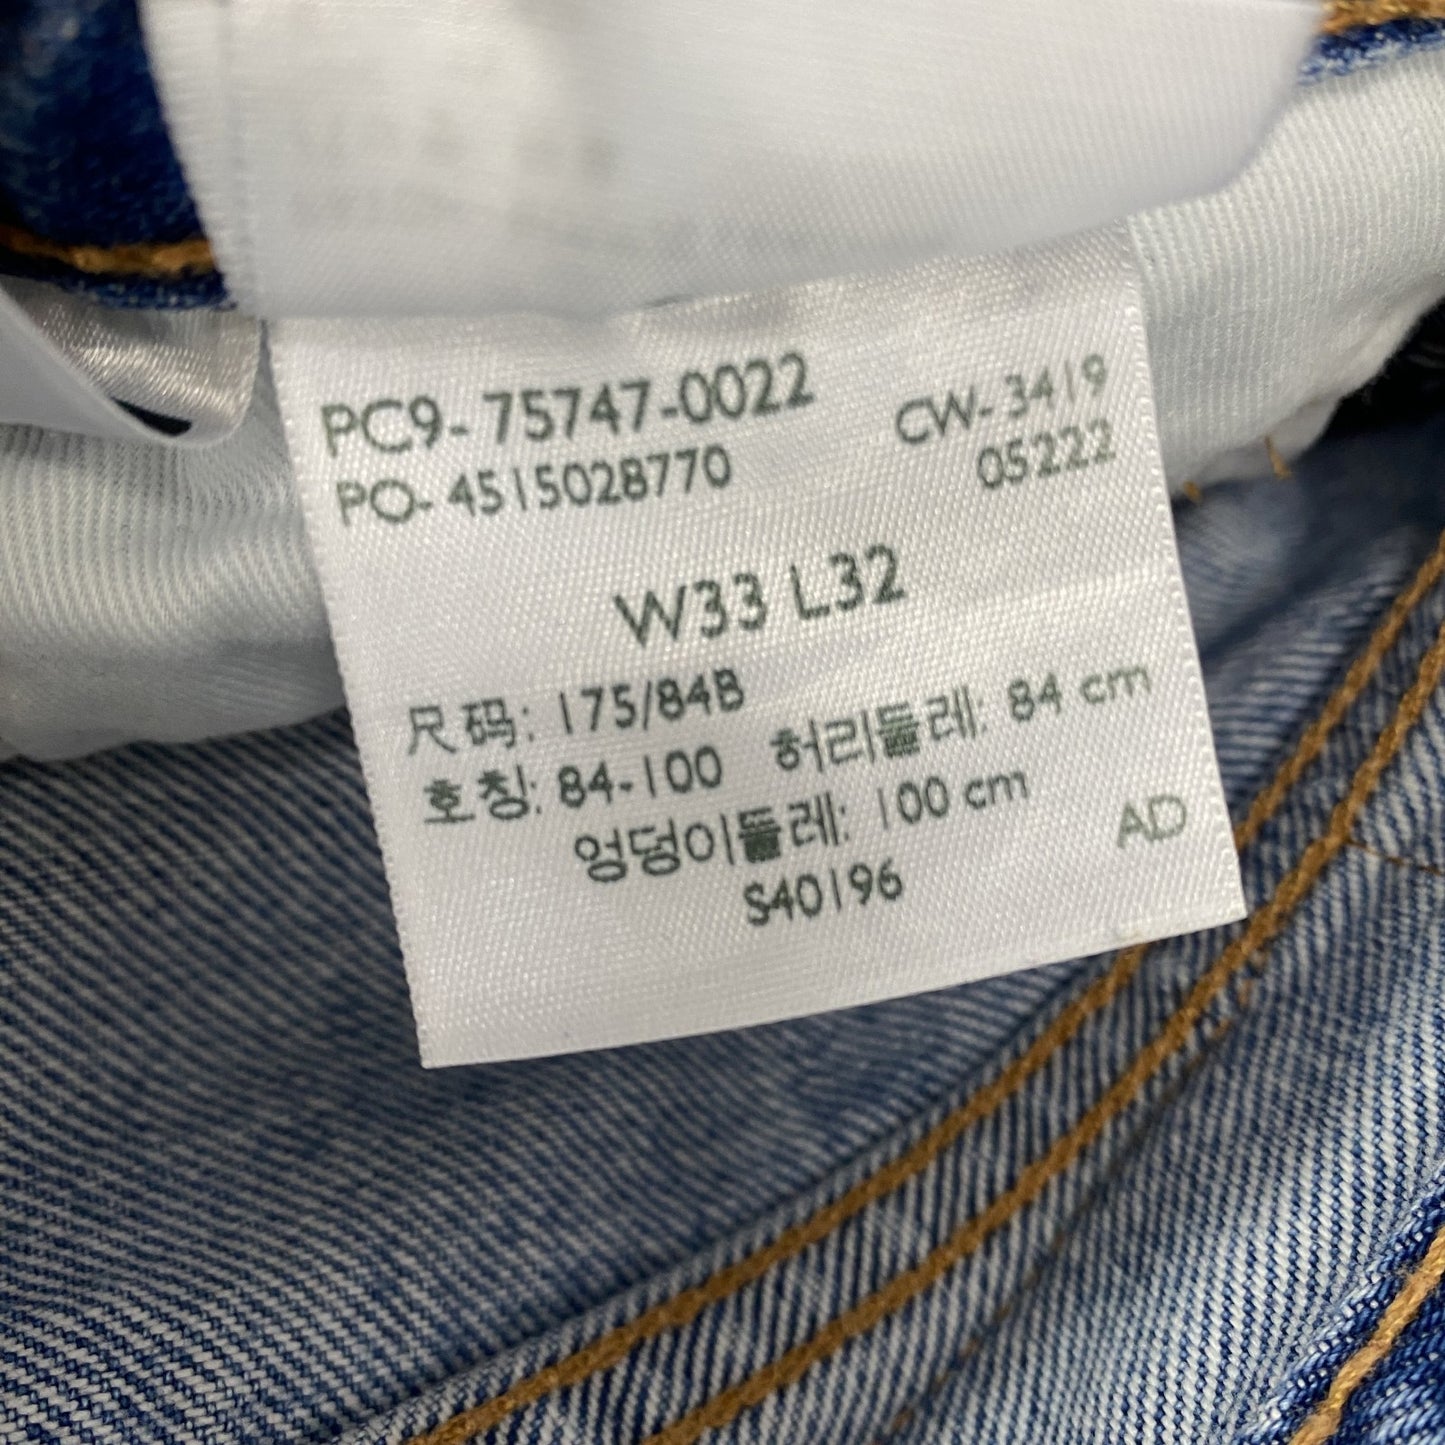 PC9-75747-0022 CW-3419
PO-4515028770 05222
W33 L32
尺码: 175/84B
호칭: 84-100 허리둘레: 84 cm
엉덩이둘레: 100 cm AD
S40196